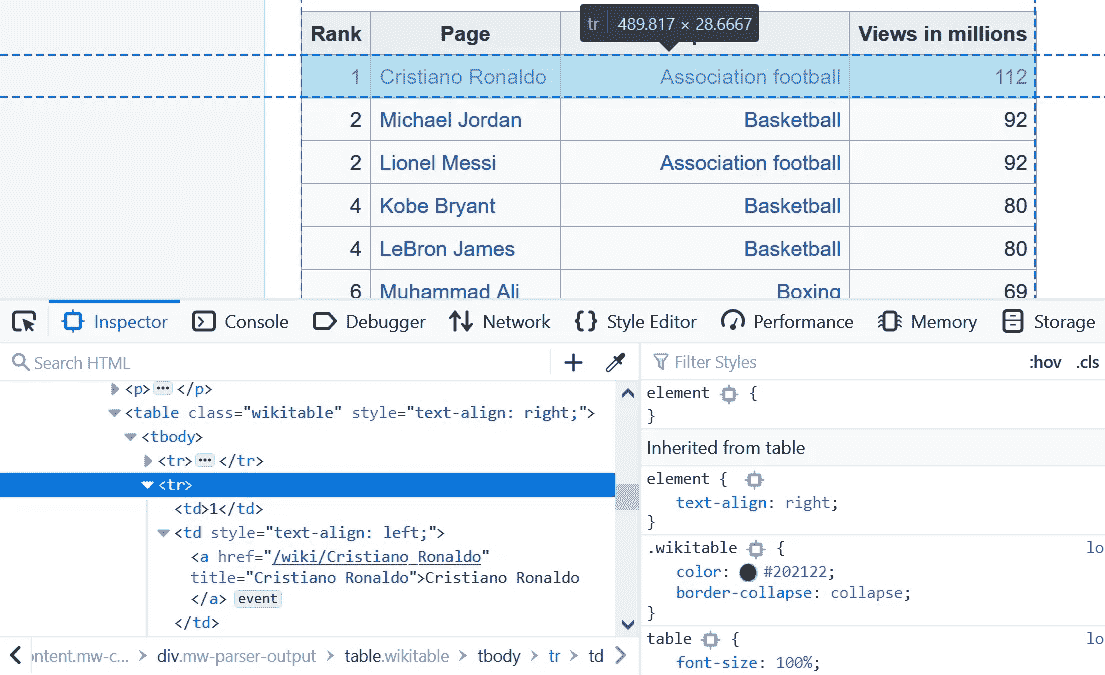 Rank Page Views in millions
tr 489.817 × 28.6667
1 Cristiano Ronaldo Association football 112
2 Michael Jordan Basketball 92
2 Lionel Messi Association football 92
4 Kobe Bryant Basketball 80
4 LeBron James Basketball 80
6 Muhammad Ali Boxing 69
Inspector Console Debugger Network Style Editor Performance Memory Storage
Search HTML
<p> ••• </p>
<table class="wikitable" style="text-align: right;">
<tbody>
<tr> ••• </tr>
<tr>
<td>1</td>
<td style="text-align: left;">
<a href="/wiki/Cristiano_Ronaldo"
title="Cristiano Ronaldo">Cristiano Ronaldo
</a> event
</td>
ntent.mw-c... > div.mw-parser-output > table.wikitable > tbody > tr > td
Filter Styles :hov .cls
element {
}
Inherited from table
element {
text-align: right;
}
.wikitable { lo
color: #202122;
border-collapse: collapse;
}
table { lo
font-size: 100%;